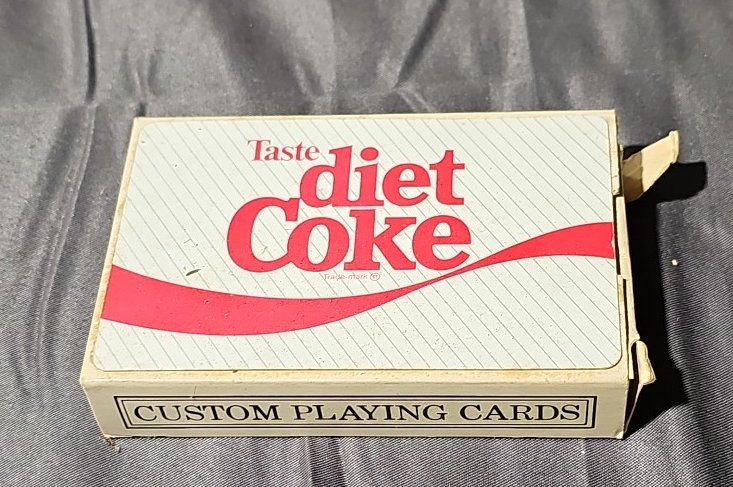 Taste
diet
Coke
Trade-mark ®
CUSTOM PLAYING CARDS